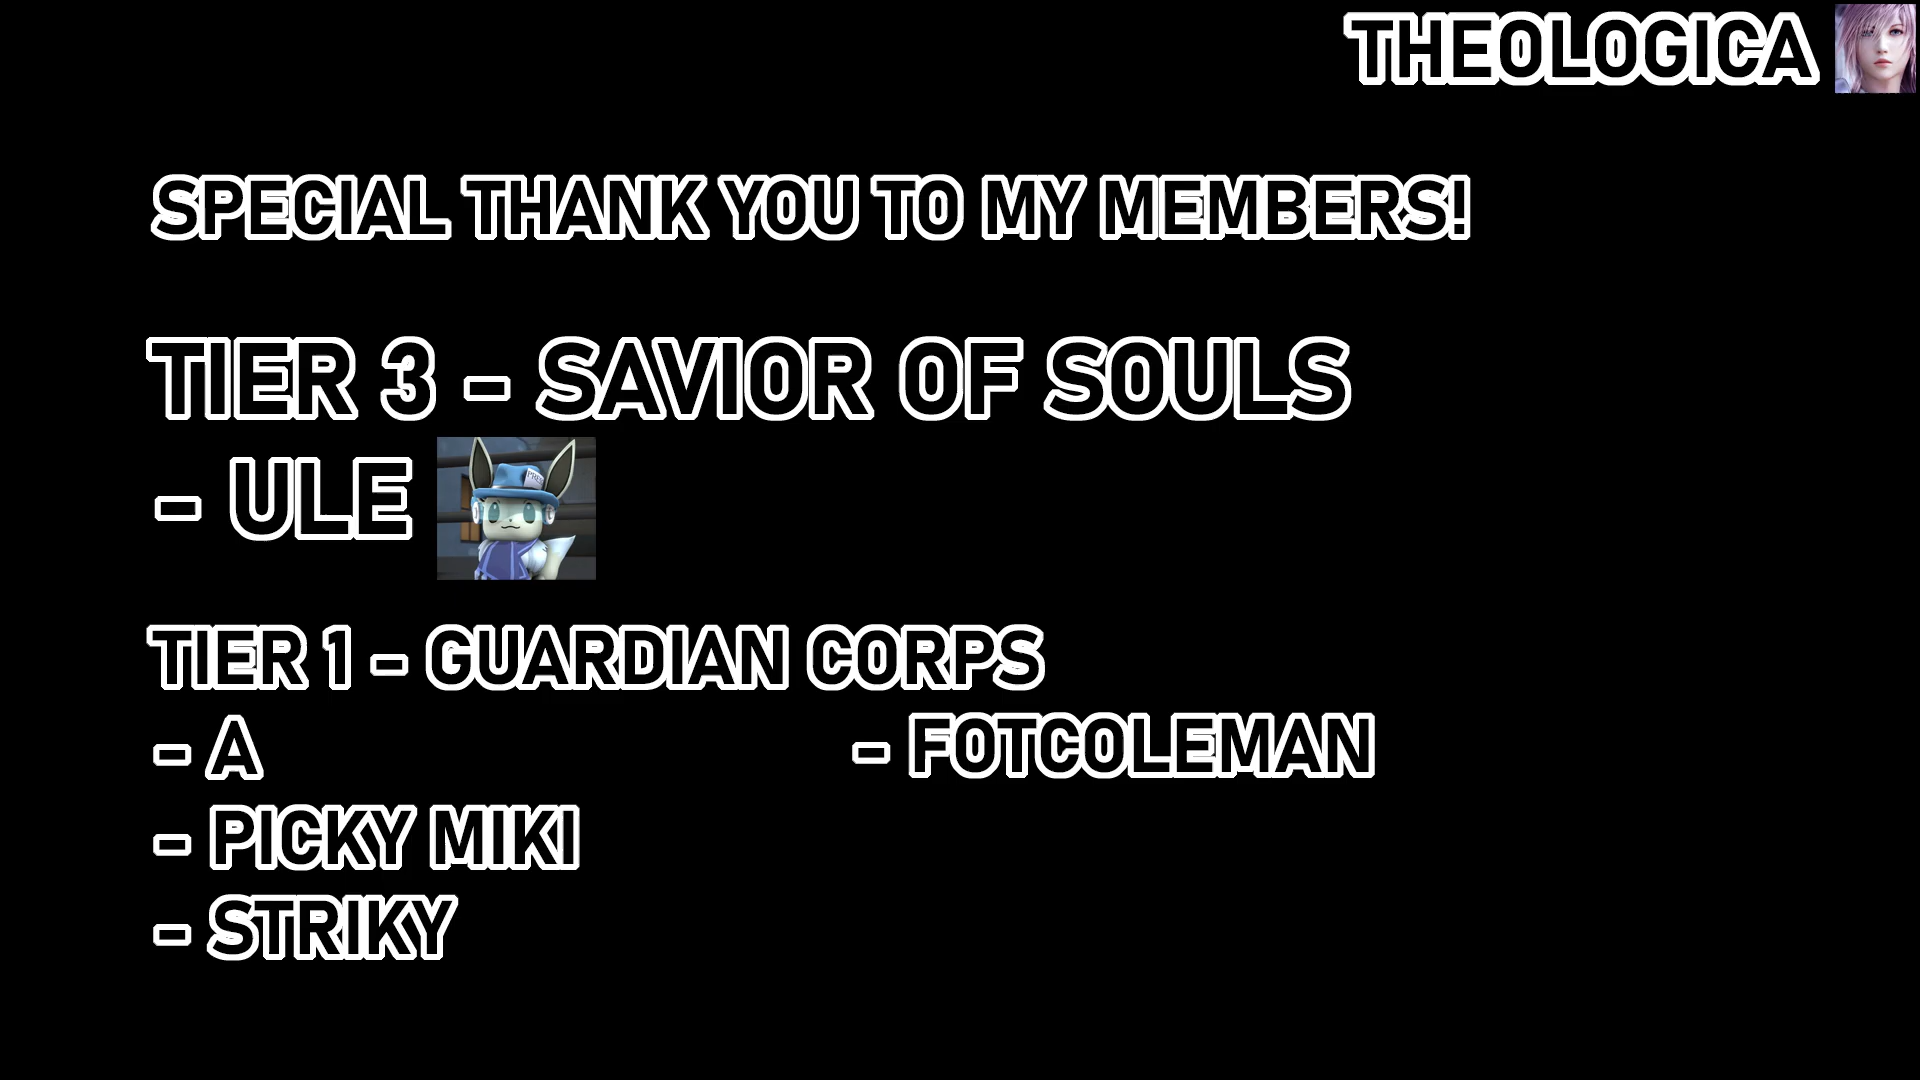 THEOLOGICA
SPECIAL THANK YOU TO MY MEMBERS!
TIER 3 - SAVIOR OF SOULS
- ULE
TIER 1 - GUARDIAN CORPS
- A
- FOTCOLEMAN
- PICKY MIKI
- STRIKY